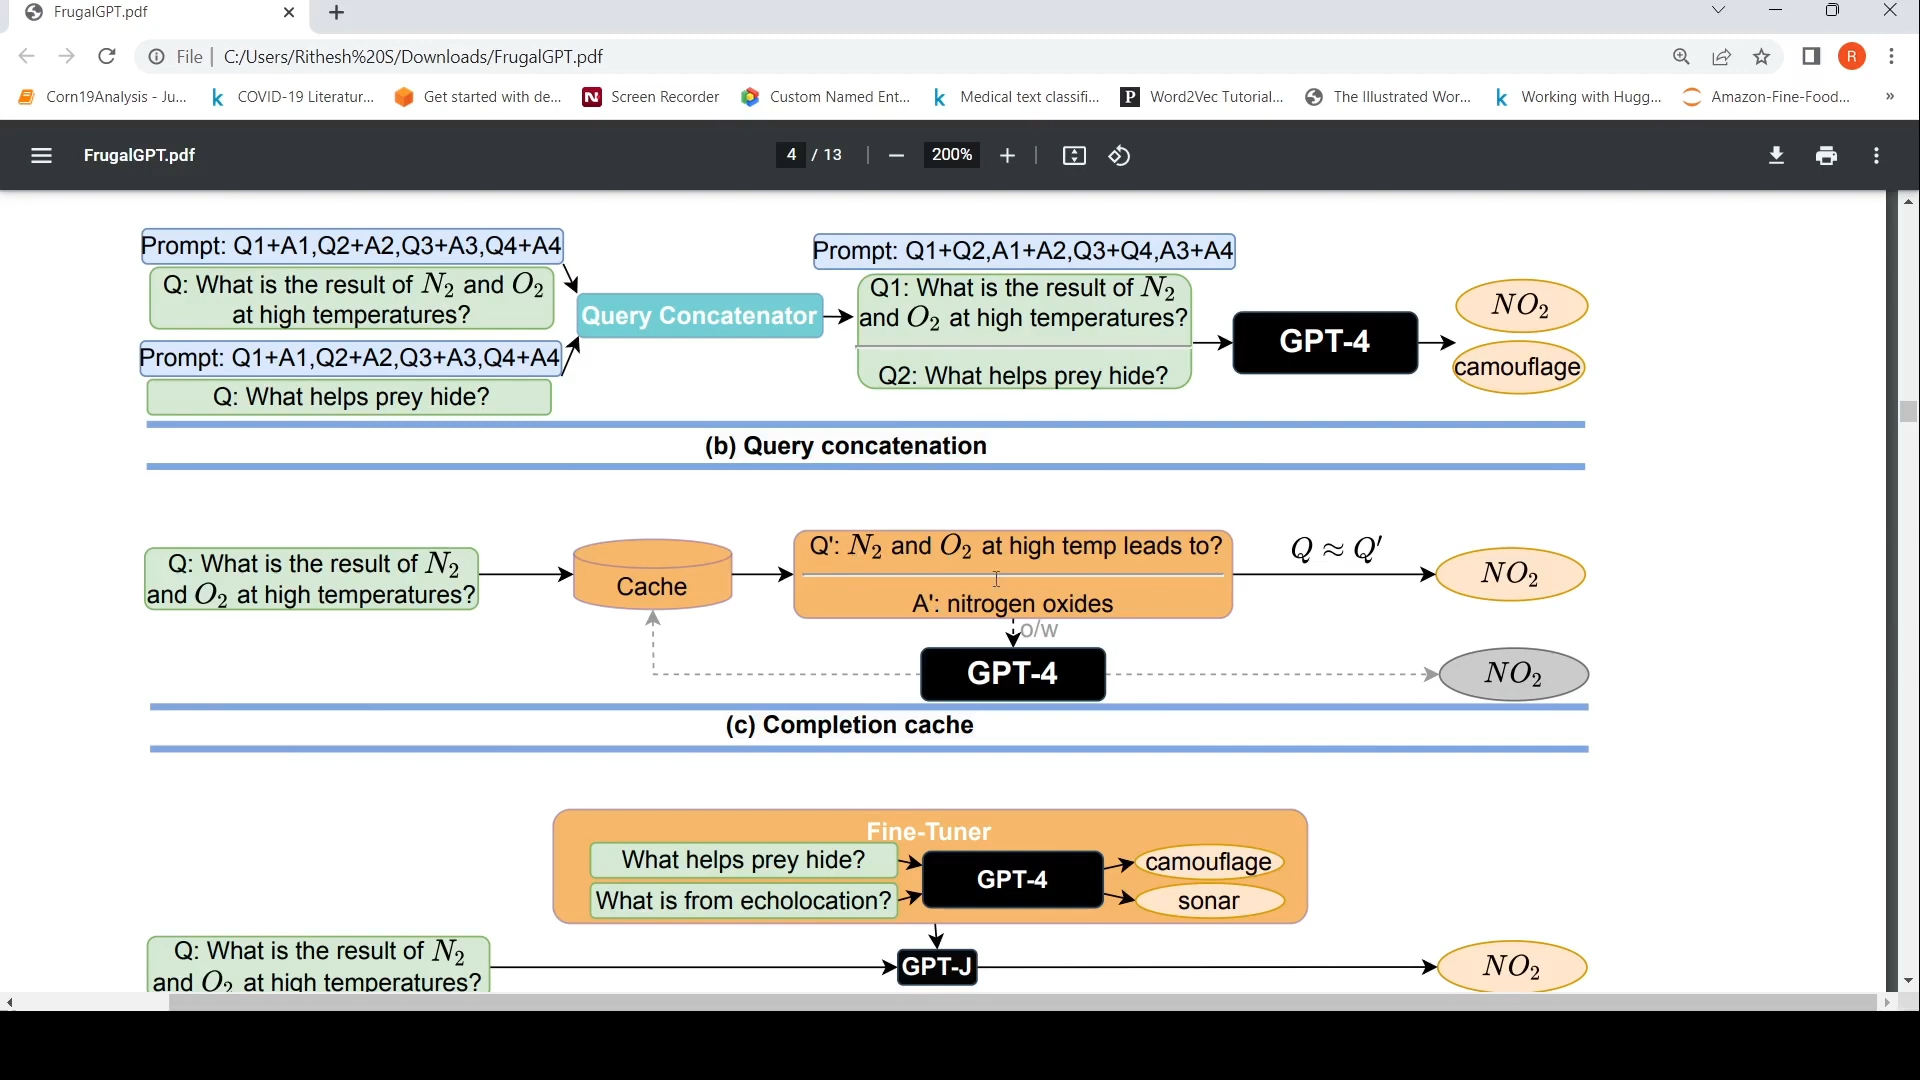 FrugalGPT.pdf
File
C:/Users/Rithesh%20S/Downloads/FrugalGPT.pdf
R
Corn19Analysis - Ju...
COVID-19 Literatur...
Get started with de...
Screen Recorder
Custom Named Ent...
Medical text classifi...
Word2Vec Tutorial...
The Illustrated Wor...
Working with Hugg...
Amazon-Fine-Food...
»
FrugalGPT.pdf
4 / 13
200%
Prompt: Q1+A1,Q2+A2,Q3+A3,Q4+A4
Q: What is the result of N₂ and O₂
at high temperatures?
Prompt: Q1+A1,Q2+A2,Q3+A3,Q4+A4
Q: What helps prey hide?
Query Concatenator
Prompt: Q1+Q2,A1+A2,Q3+Q4,A3+A4
Q1: What is the result of N₂
and O₂ at high temperatures?
Q2: What helps prey hide?
GPT-4
NO₂
camouflage
(b) Query concatenation
Q: What is the result of N₂
and O₂ at high temperatures?
Cache
Q': N₂ and O₂ at high temp leads to?
A': nitrogen oxides
Q ≈ Q'
NO₂
o/w
GPT-4
NO₂
(c) Completion cache
Fine-Tuner
What helps prey hide?
What is from echolocation?
GPT-4
camouflage
sonar
Q: What is the result of N₂
and O₂ at high temperatures?
GPT-J
NO₂